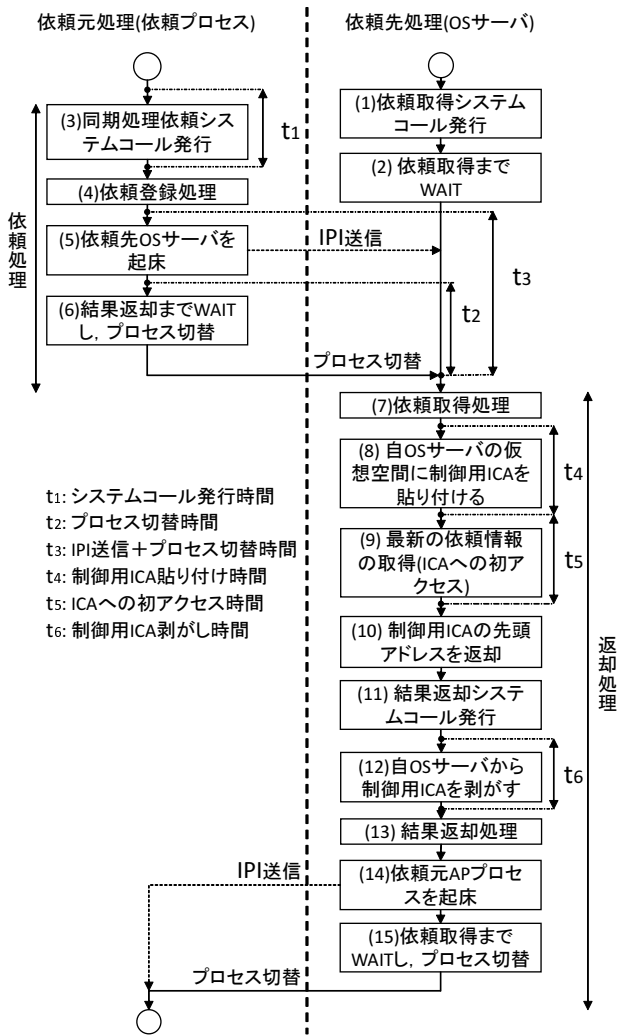 依頼元処理(依頼プロセス)
依頼先処理(OSサーバ)
(3)同期処理依頼シス
テムコール発行
t1
(4)依頼登録処理
(5)依頼先OSサーバを
起床
IPI送信
(6)結果返却までWAIT
し，プロセス切替
プロセス切替
依頼処理
(1)依頼取得システム
コール発行
(2) 依頼取得まで
WAIT
t3
t2
(7)依頼取得処理
(8) 自OSサーバの仮
想空間に制御用ICAを
貼り付ける
t4
(9) 最新の依頼情報
の取得(ICAへの初ア
クセス)
t5
(10) 制御用ICAの先頭
アドレスを返却
(11) 結果返却システ
ムコール発行
(12)自OSサーバから
制御用ICAを剥がす
t6
(13) 結果返却処理
(14)依頼元APプロセ
スを起床
IPI送信
(15)依頼取得まで
WAITし，プロセス切替
プロセス切替
返却処理
t1: システムコール発行時間
t2: プロセス切替時間
t3: IPI送信＋プロセス切替時間
t4: 制御用ICA貼り付け時間
t5: ICAへの初アクセス時間
t6: 制御用ICA剥がし時間